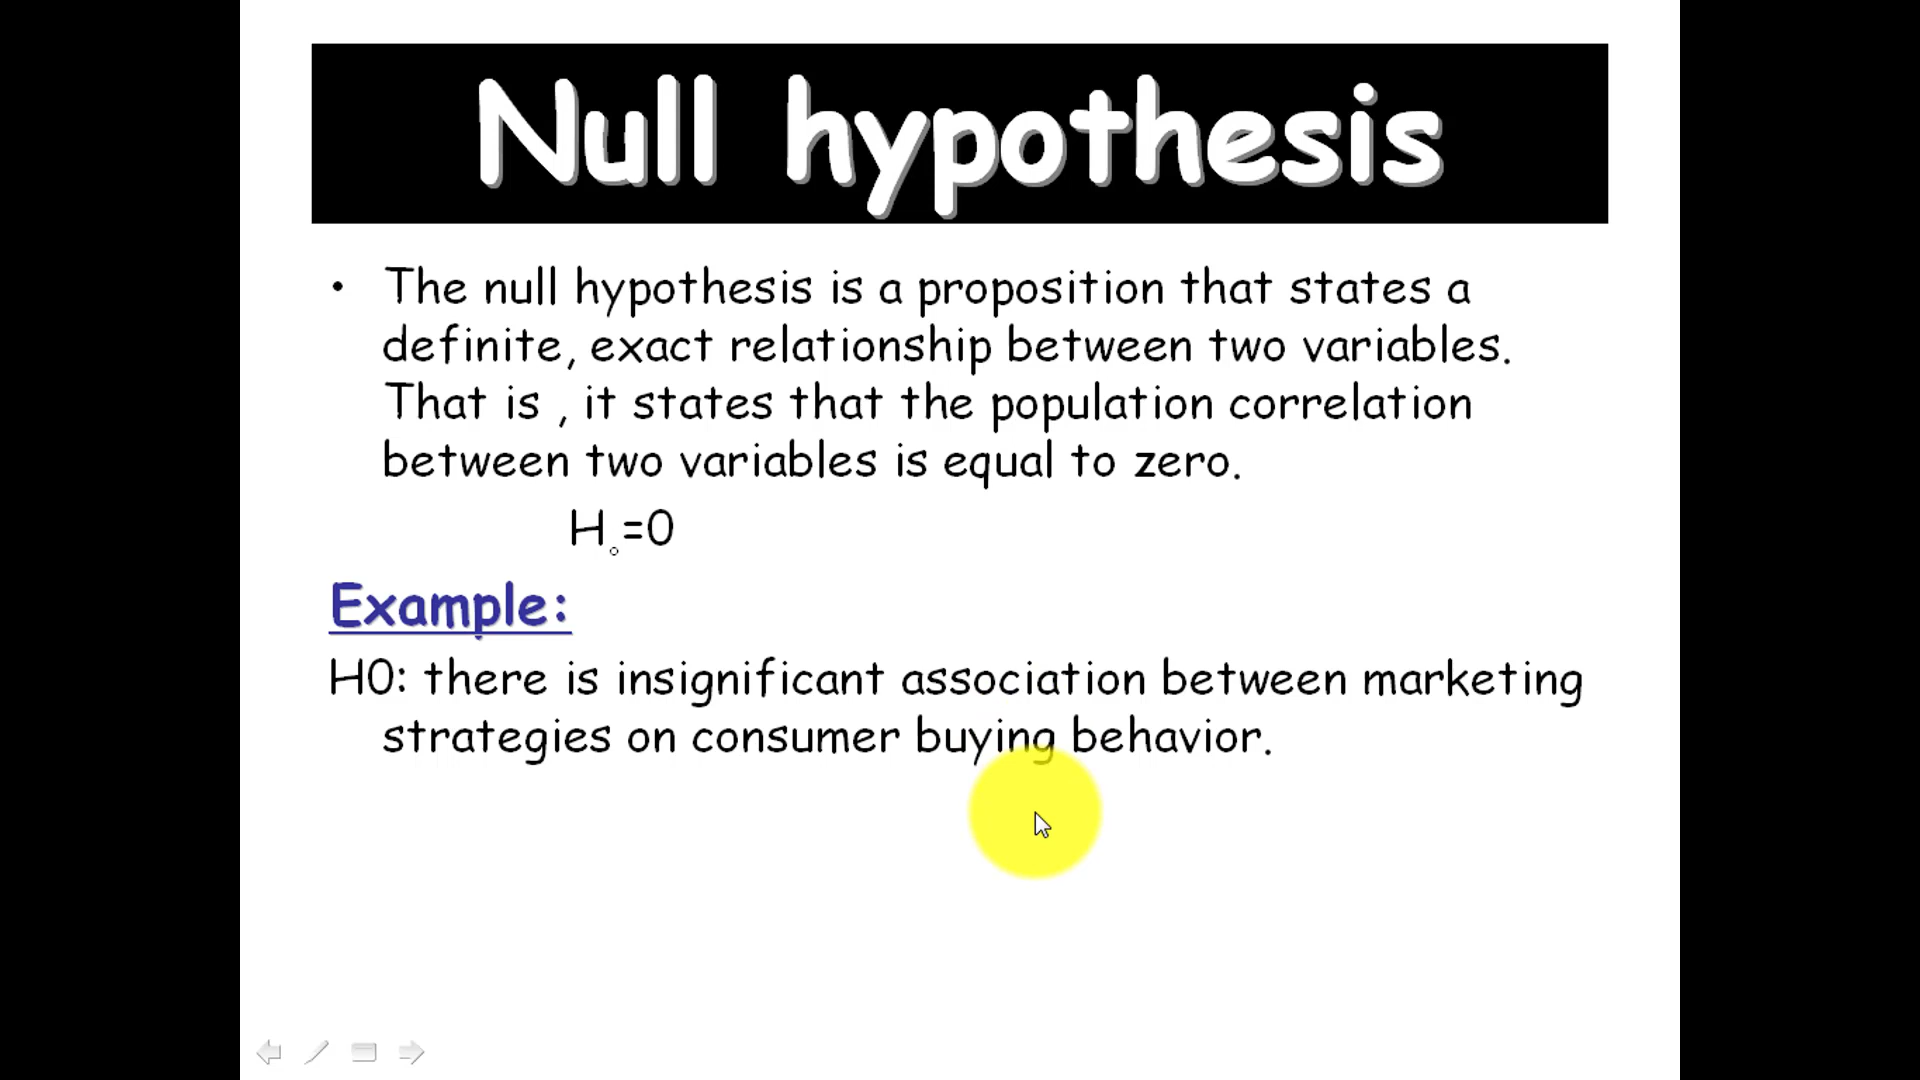 Null hypothesis
• The null hypothesis is a proposition that states a
definite, exact relationship between two variables.
That is , it states that the population correlation
between two variables is equal to zero.
H₀=0
Example:
H0: there is insignificant association between marketing
strategies on consumer buying behavior.